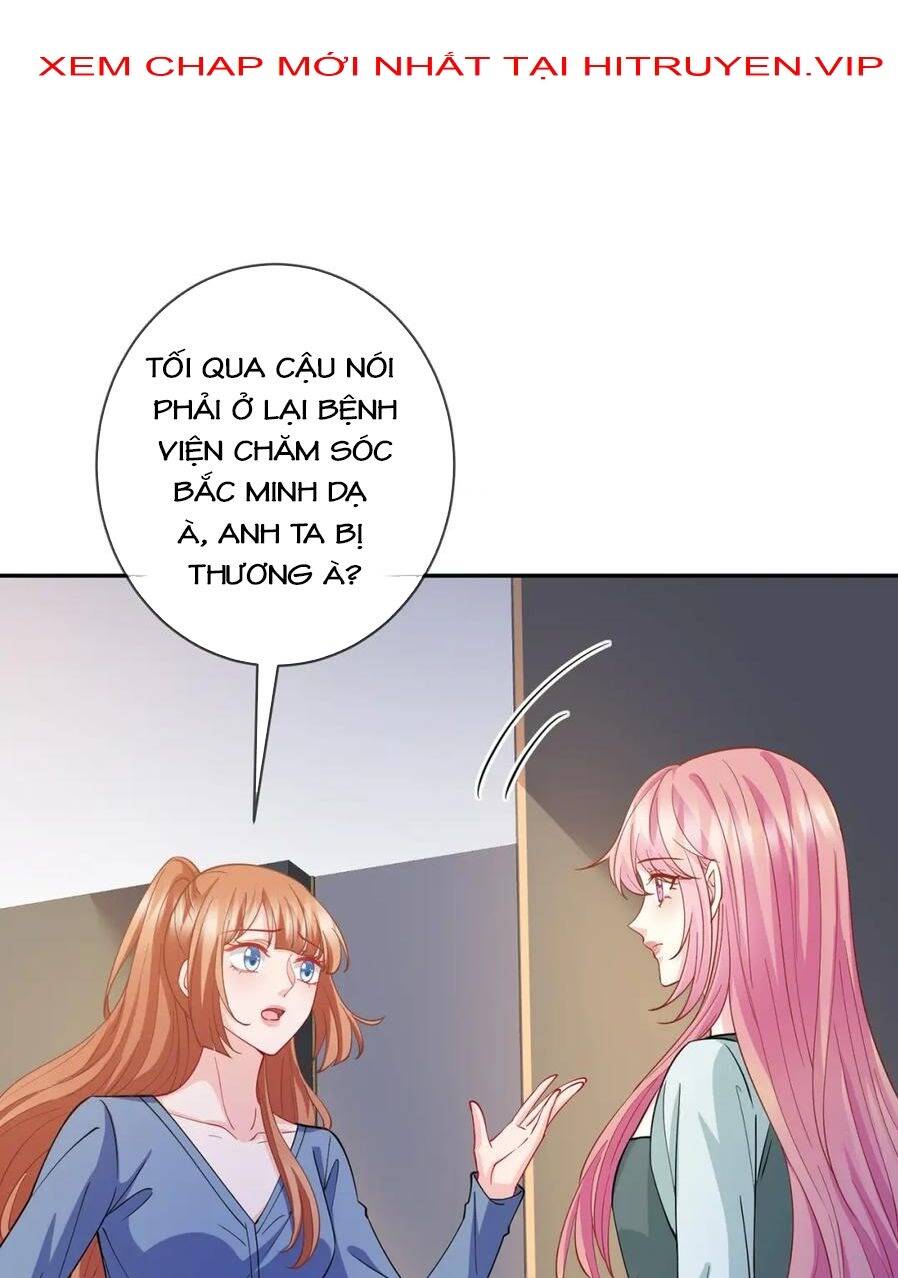 XEM CHAP MỚI NHẤT TẠI HITRUYEN.VIP
TỐI QUA CẬU NÓI
PHẢI Ở LẠI BỆNH
VIỆN CHĂM SÓC
BẮC MINH DẠ
À, ANH TA BỊ
THƯƠNG À?